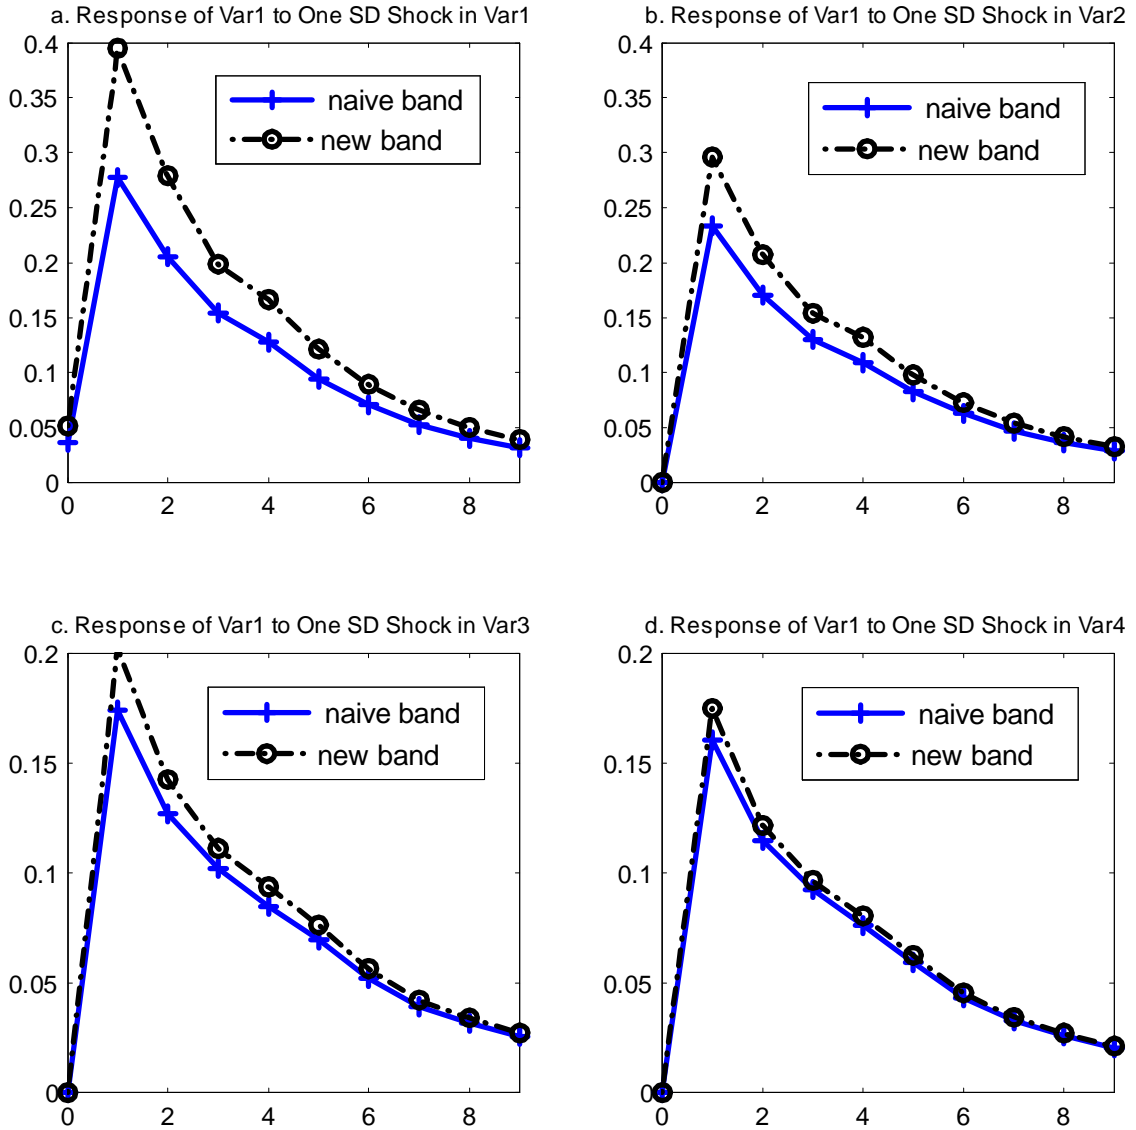 a. Response of Var1 to One SD Shock in Var1
0.4
0.35
0.3
0.25
0.2
0.15
0.1
0.05
0
0 2 4 6 8
naive band
new band
b. Response of Var1 to One SD Shock in Var2
0.4
0.35
0.3
0.25
0.2
0.15
0.1
0.05
0
0 2 4 6 8
naive band
new band
c. Response of Var1 to One SD Shock in Var3
0.2
0.15
0.1
0.05
0
0 2 4 6 8
naive band
new band
d. Response of Var1 to One SD Shock in Var4
0.2
0.15
0.1
0.05
0
0 2 4 6 8
naive band
new band